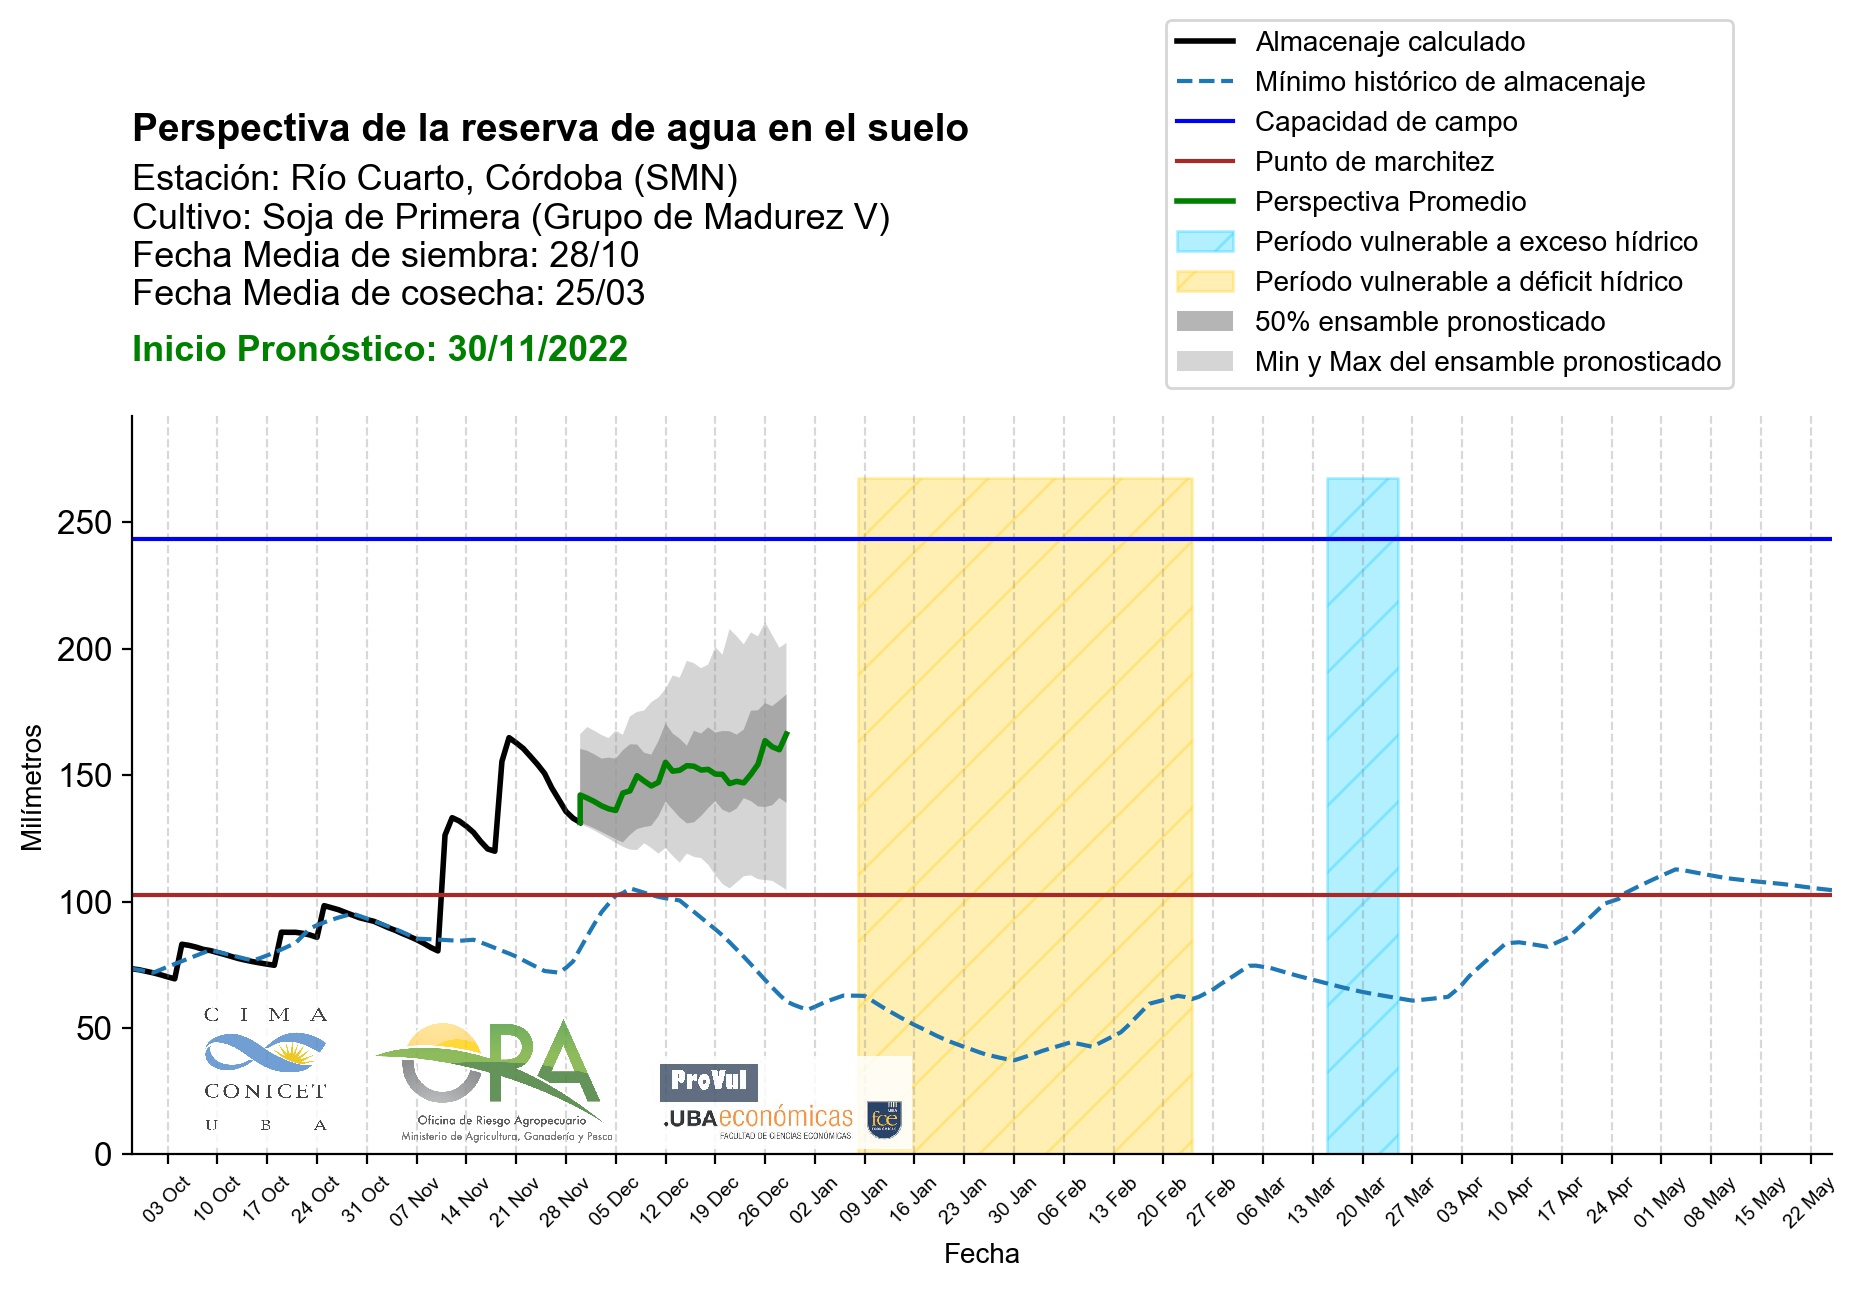 Almacenaje calculado
Mínimo histórico de almacenaje
Capacidad de campo
Punto de marchitez
Perspectiva Promedio
Período vulnerable a exceso hídrico
Período vulnerable a déficit hídrico
50% ensamble pronosticado
Min y Max del ensamble pronosticado
Perspectiva de la reserva de agua en el suelo
Estación: Río Cuarto, Córdoba (SMN)
Cultivo: Soja de Primera (Grupo de Madurez V)
Fecha Media de siembra: 28/10
Fecha Media de cosecha: 25/03
Inicio Pronóstico: 30/11/2022
Milímetros
250
200
150
100
50
0
C I M A
CONICET
U B A
ORA
Oficina de Riesgo Agropecuario
Ministerio de Agricultura, Ganadería y Pesca
ProVul
.UBAeconómicas
FACULTAD DE CIENCIAS ECONÓMICAS
UBA
fce
03 Oct
10 Oct
17 Oct
24 Oct
31 Oct
07 Nov
14 Nov
21 Nov
28 Nov
05 Dec
12 Dec
19 Dec
26 Dec
02 Jan
09 Jan
16 Jan
23 Jan
30 Jan
06 Feb
13 Feb
20 Feb
27 Feb
06 Mar
13 Mar
20 Mar
27 Mar
03 Apr
10 Apr
17 Apr
24 Apr
01 May
08 May
15 May
22 May
Fecha